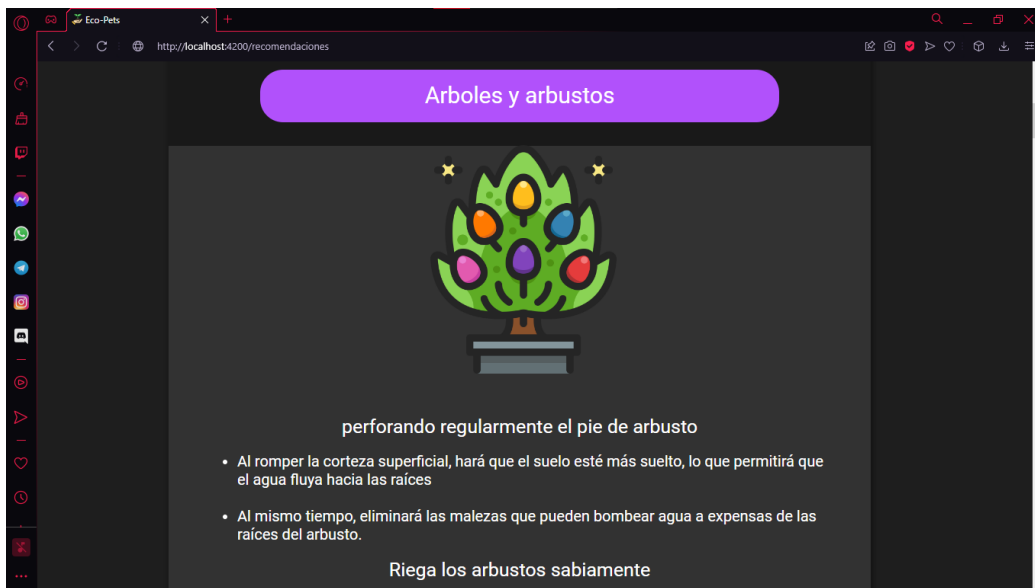 Eco-Pets
http://localhost:4200/recomendaciones
Arboles y arbustos
perforando regularmente el pie de arbusto
• Al romper la corteza superficial, hará que el suelo esté más suelto, lo que permitirá que
el agua fluya hacia las raíces
• Al mismo tiempo, eliminará las malezas que pueden bombear agua a expensas de las
raíces del arbusto.
Riega los arbustos sabiamente